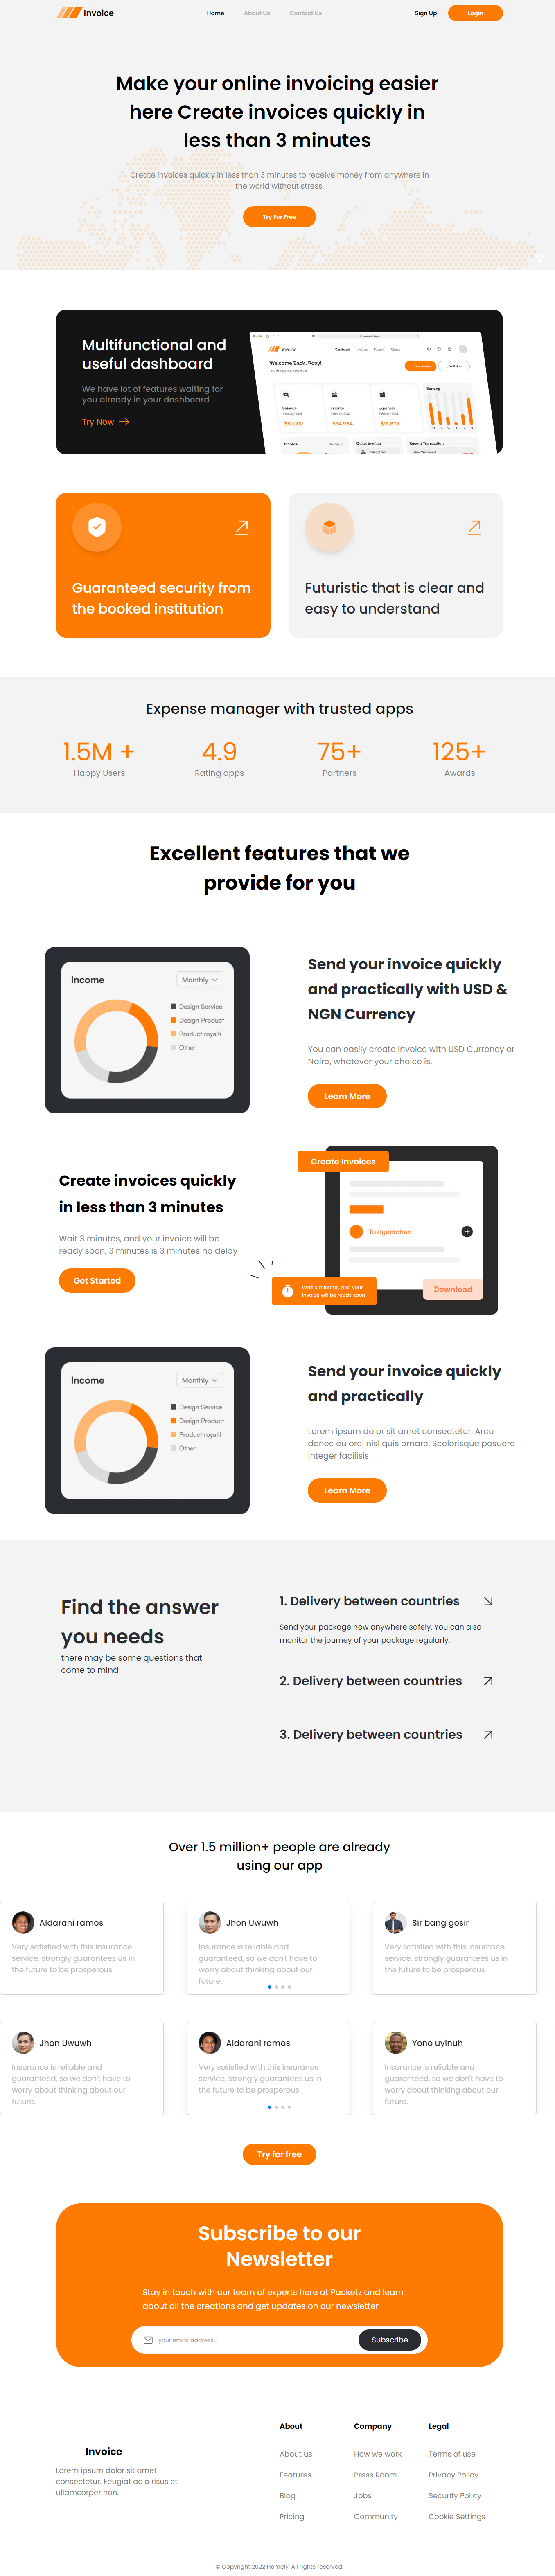 Invoice
Home
About Us
Contact Us
Sign Up
Login
Make your online invoicing easier
here Create invoices quickly in
less than 3 minutes
Create invoices quickly in less than 3 minutes to receive money from anywhere in
the world without stress.
Try For Free
Multifunctional and
useful dashboard
We have lot of features waiting for
you already in your dashboard
Try Now
Invoice
Dashboard
Invoices
Projects
Welcome Back, Rony!
Withdraw
Balance
Income
Expenses
Earning
$50,192
$34,984
$15,873
Income
Monthly
Quick Invoice
Recent Transaction
Guaranteed security from
the booked institution
Futuristic that is clear and
easy to understand
Expense manager with trusted apps
1.5M +
4.9
75+
125+
Happy Users
Rating apps
Partners
Awards
Excellent features that we
provide for you
Income
Monthly
Design Service
Design Product
Product royalti
Other
Send your invoice quickly
and practically with USD &
NGN Currency
You can easily create invoice with USD Currency or
Naira, whatever your choice is.
Learn More
Create invoices quickly
in less than 3 minutes
Wait 3 minutes, and your invoice will be
ready soon, 3 minutes is 3 minutes no delay
Get Started
Create Invoices
Tukiyemchan
Wait 3 minutes, and your
invoice will be ready soon
Download
Income
Monthly
Design Service
Design Product
Product royalti
Other
Send your invoice quickly
and practically
Lorem ipsum dolor sit amet consectetur. Arcu
donec eu orci nisl quis ornare. Scelerisque posuere
integer facilisis
Learn More
Find the answer
you needs
there may be some questions that
come to mind
1. Delivery between countries
Send your package now anywhere safely. You can also
monitor the journey of your package regularly.
2. Delivery between countries
3. Delivery between countries
Over 1.5 million+ people are already
using our app
Aldarani ramos
Very satisfied with this insurance
service. strongly guarantees us in
the future to be prosperous
Jhon Uwuwh
Insurance is reliable and
guaranteed, so we don't have to
worry about thinking about our
future.
Sir bang gosir
Very satisfied with this insurance
service. strongly guarantees us in
the future to be prosperous
Jhon Uwuwh
Insurance is reliable and
guaranteed, so we don't have to
worry about thinking about our
future.
Aldarani ramos
Very satisfied with this insurance
service. strongly guarantees us in
the future to be prosperous
Yono uyinuh
Insurance is reliable and
guaranteed, so we don't have to
worry about thinking about our
future.
Try for free
Subscribe to our
Newsletter
Stay in touch with our team of experts here at Packetz and learn
about all the creations and get updates on our newsletter
your email address...
Subscribe
Invoice
Lorem ipsum dolor sit amet
consectetur. Feugiat ac a risus et
ullamcorper non.
About
About us
Features
Blog
Pricing
Company
How we work
Press Room
Jobs
Community
Legal
Terms of use
Privacy Policy
Security Policy
Cookie Settings
© Copyright 2022 Homely. All rights reserved.